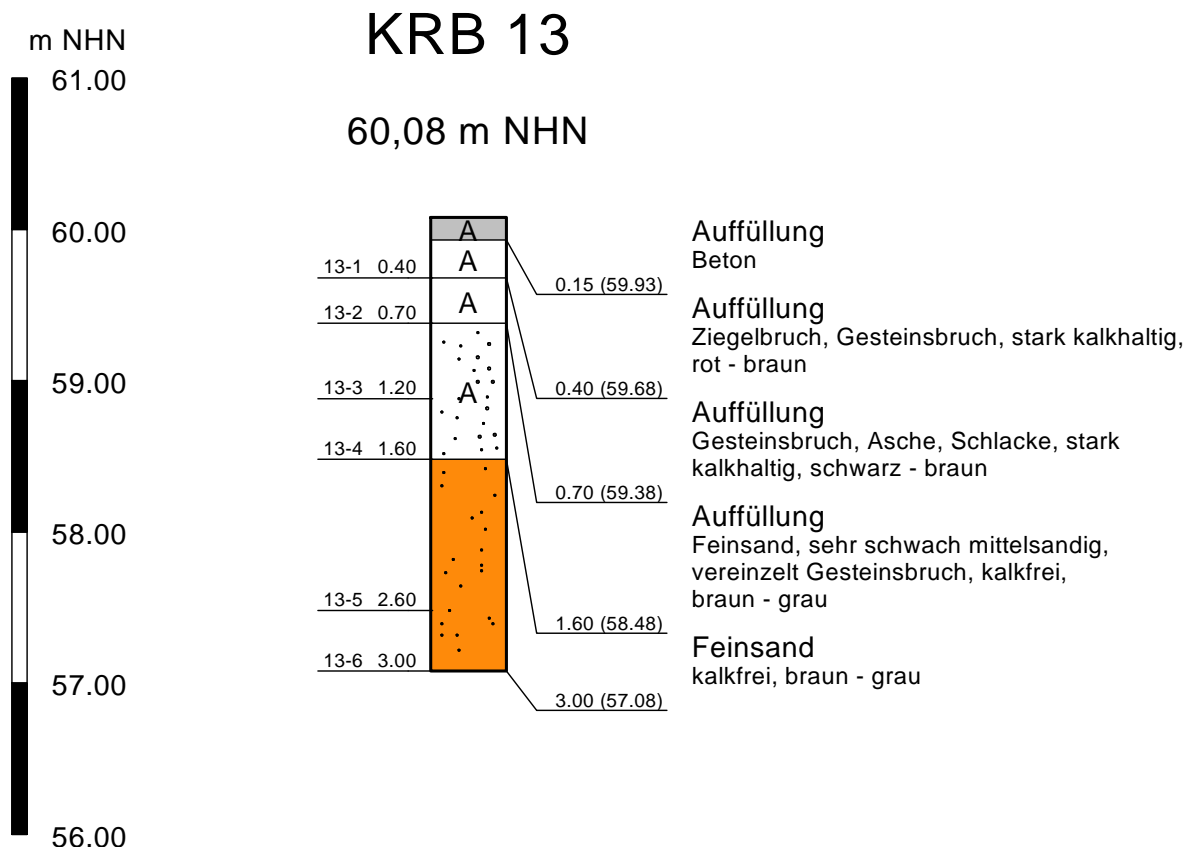 KRB 13
m NHN
61.00
60,08 m NHN
60.00
59.00
58.00
57.00
56.00
13-1 0.40
13-2 0.70
13-3 1.20
13-4 1.60
13-5 2.60
13-6 3.00
A
A
A
A
0.15 (59.93)
0.40 (59.68)
0.70 (59.38)
1.60 (58.48)
3.00 (57.08)
Auffüllung
Beton
Auffüllung
Ziegelbruch, Gesteinsbruch, stark kalkhaltig,
rot - braun
Auffüllung
Gesteinsbruch, Asche, Schlacke, stark
kalkhaltig, schwarz - braun
Auffüllung
Feinsand, sehr schwach mittelsandig,
vereinzelt Gesteinsbruch, kalkfrei,
braun - grau
Feinsand
kalkfrei, braun - grau